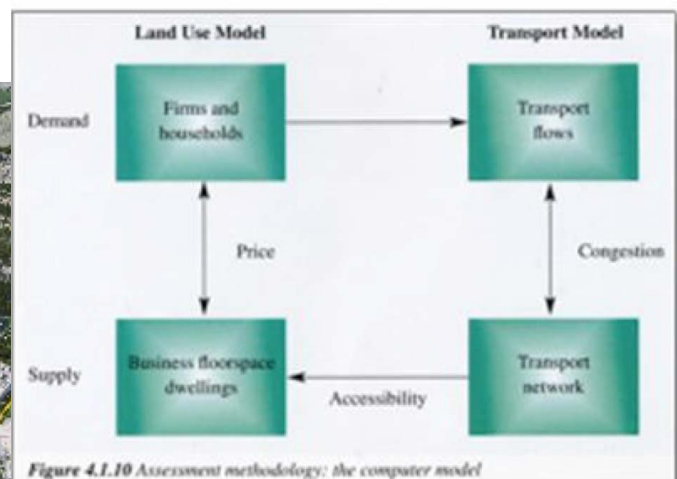 Land Use Model Transport Model
Demand
Firms and
households
Transport
flows
Price
Congestion
Supply
Business floorspace
dwellings
Accessibility
Transport
network
Figure 4.1.10 Assessment methodology: the computer model